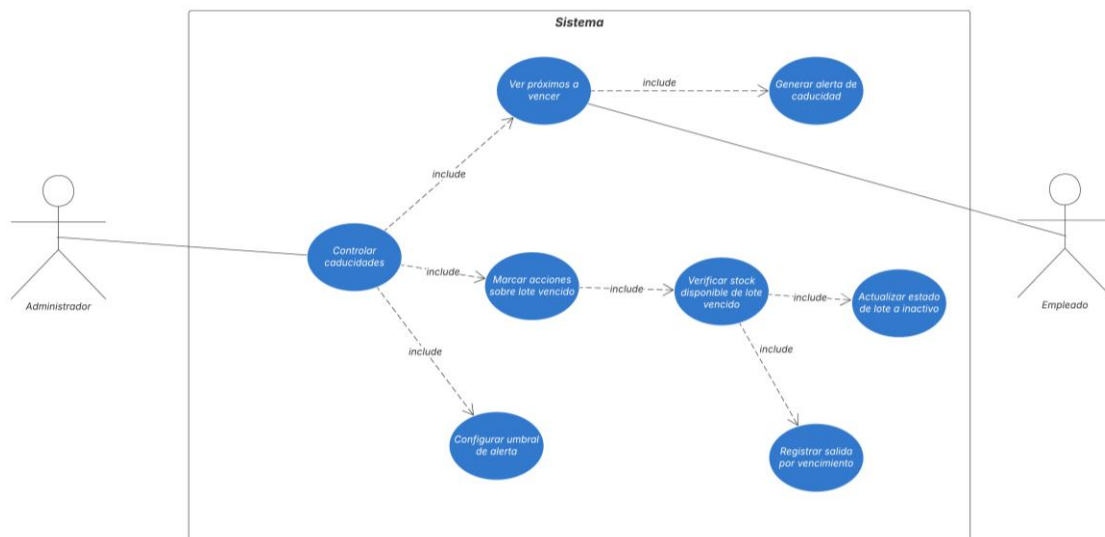 Sistema
Ver próximos a
vencer
include
Generar alerta de
caducidad
include
Administrador
Controlar
caducidades
include
Marcar acciones
sobre lote vencido
include
Verificar stock
disponible de lote
vencido
include
Actualizar estado
de lote a inactivo
Empleado
include
include
Configurar umbral
de alerta
Registrar salida
por vencimiento